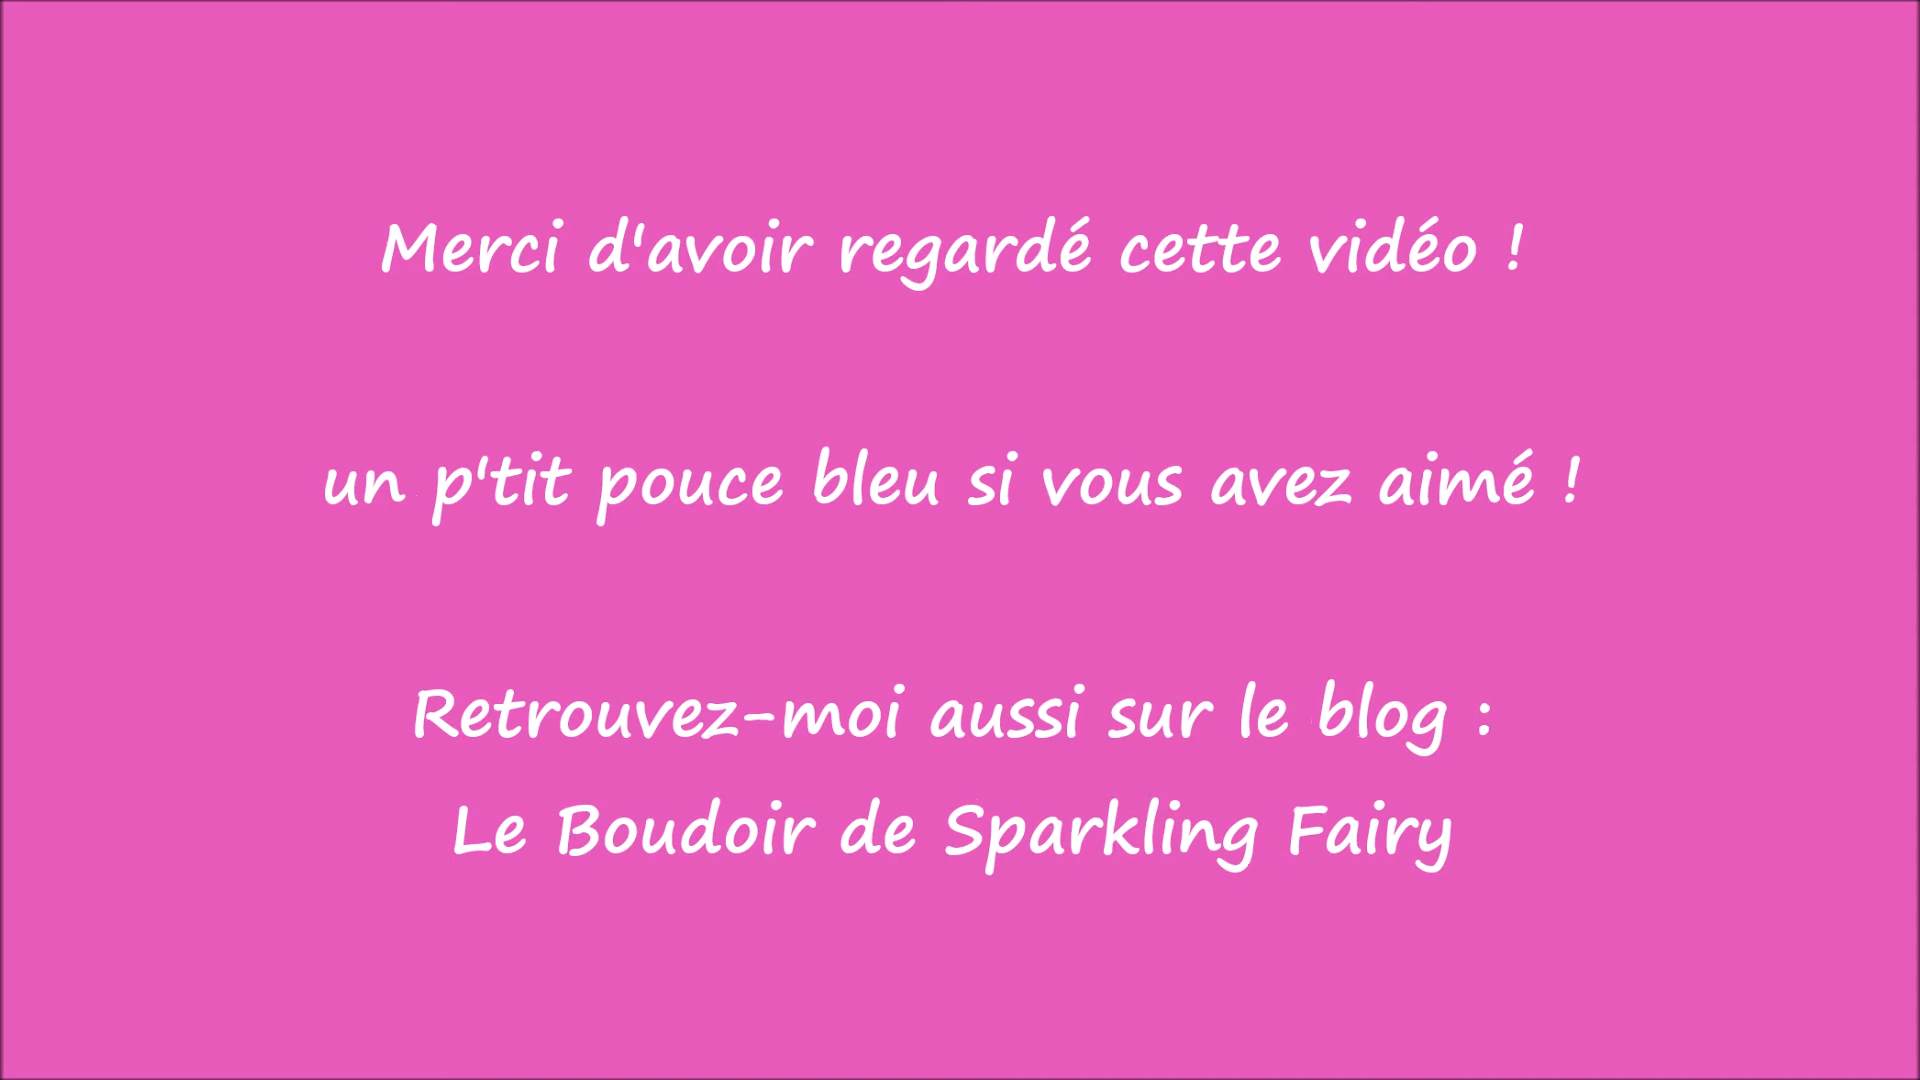 Merci d'avoir regardé cette vidéo !
un p'tit pouce bleu si vous avez aimé !
Retrouvez-moi aussi sur le blog :
Le Boudoir de Sparkling Fairy